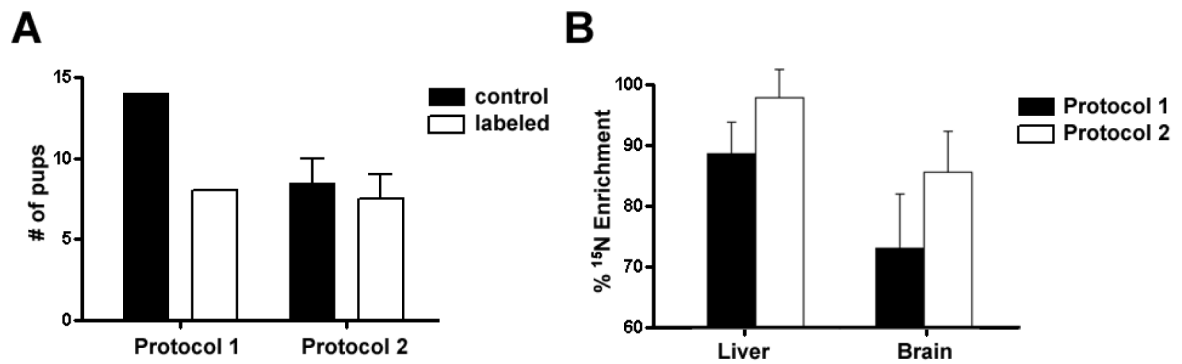 A
# of pups
15
10
5
0
Protocol 1
Protocol 2
control
labeled
B
% ¹⁵N Enrichment
100
90
80
70
60
Liver
Brain
Protocol 1
Protocol 2